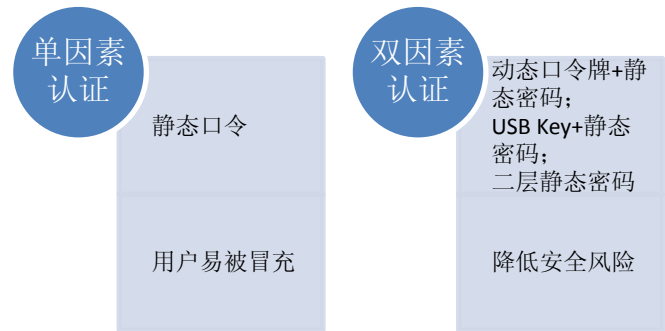 单因素
认证
静态口令
用户易被冒充
双因素
认证
动态口令牌+静
态密码；
USB Key+静态
密码；
二层静态密码
降低安全风险